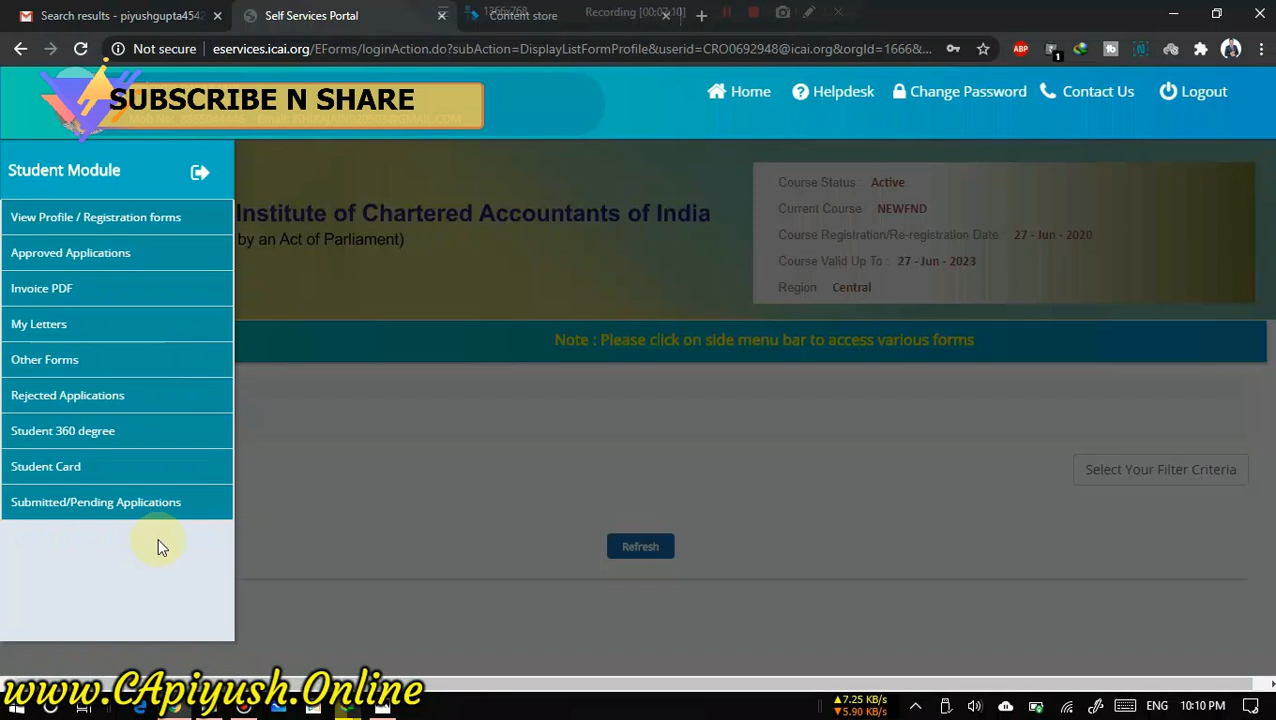 1366x768
Recording [00:07:10]
Search results - piyushgupta4542
Self Services Portal
Content store
Not secure
eservices.icai.org/EForms/loginAction.do?subAction=DisplayListFormProfile&userid=CRO0692948@icai.org&orgId=1666&...
ABP
1
SUBSCRIBE N SHARE
Home
Helpdesk
Change Password
Contact Us
Logout
Student Module
View Profile / Registration forms
Approved Applications
Invoice PDF
My Letters
Other Forms
Rejected Applications
Student 360 degree
Student Card
Submitted/Pending Applications
Institute of Chartered Accountants of India
by an Act of Parliament)
Course Status : Active
Current Course NEWFND
Course Registration/Re-registration Date : 27 - Jun - 2020
Course Valid Up To : 27 - Jun - 2023
Region Central
Note : Please click on side menu bar to access various forms
Select Your Filter Criteria
Refresh
www.CApiyush.Online
7.25 KB/s
5.90 KB/s
ENG
10:10 PM